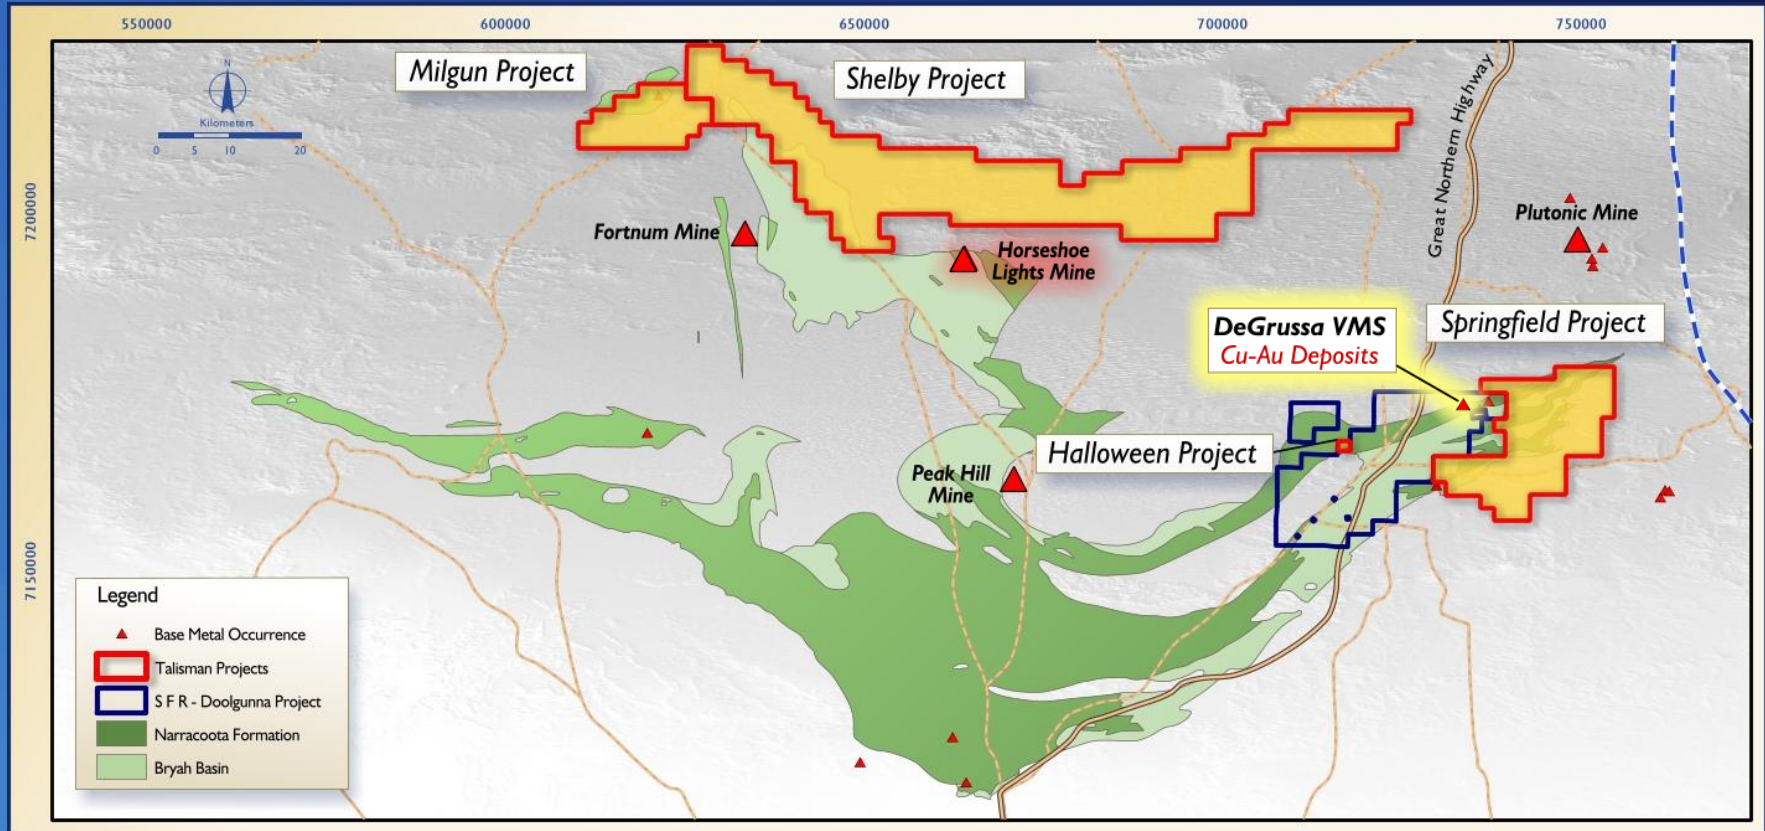 550000 600000 650000 700000 750000
Milgun Project
Shelby Project
Great Northern Highway
N
Kilometers
0 5 10 20
7200000
Fortnum Mine
Horseshoe
Lights Mine
Plutonic Mine
DeGrussa VMS
Cu-Au Deposits
Springfield Project
Halloween Project
Peak Hill
Mine
7150000
Legend
Base Metal Occurrence
Talisman Projects
S F R - Doolgunna Project
Narracoota Formation
Bryah Basin